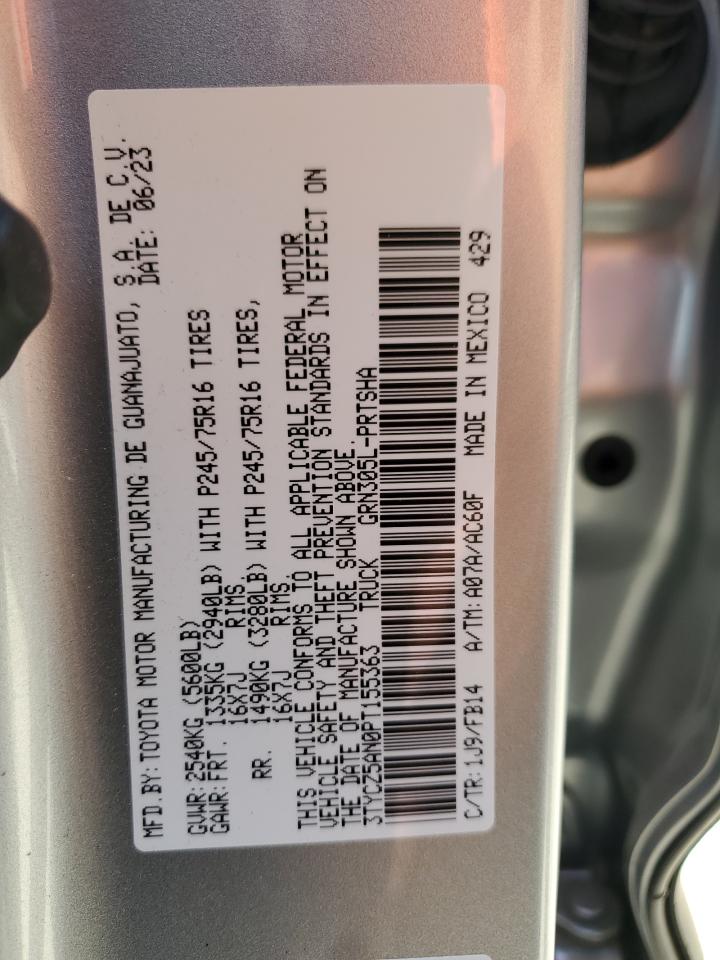 MFD.BY: TOYOTA MOTOR MANUFACTURING DE GUANAJUATO, S.A. DE C.V.
DATE: 06/23
GVWR: 2540KG (5600LB)
GAWR: FRT. 1335KG (2940LB) WITH P245/75R16 TIRES
16X7J RIMS.
RR. 1490KG (3280LB) WITH P245/75R16 TIRES,
16X7J RIMS.
THIS VEHICLE CONFORMS TO ALL APPLICABLE FEDERAL MOTOR
VEHICLE SAFETY AND THEFT PREVENTION STANDARDS IN EFFECT ON
THE DATE OF MANUFACTURE SHOWN ABOVE.
3TYCZ5AN0PT155363 TRUCK GRN305L-PRTSHA
C/TR: 1J9/FB14 A/TM: A07A/AC60F MADE IN MEXICO 429